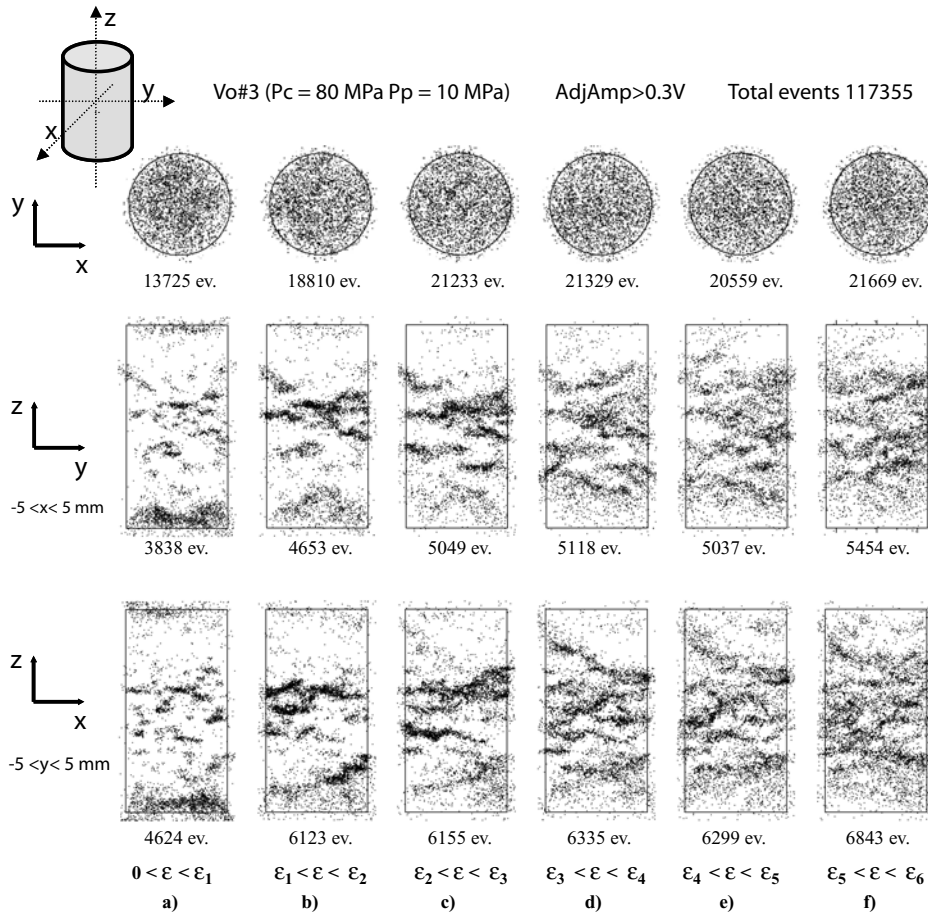 z
y
x
Vo#3 (Pc = 80 MPa Pp = 10 MPa) AdjAmp>0.3V Total events 117355
y
x
13725 ev. 18810 ev. 21233 ev. 21329 ev. 20559 ev. 21669 ev.
z
y
-5 <x< 5 mm
3838 ev. 4653 ev. 5049 ev. 5118 ev. 5037 ev. 5454 ev.
z
x
-5 <y< 5 mm
4624 ev. 6123 ev. 6155 ev. 6335 ev. 6299 ev. 6843 ev.
0 < ε < ε₁ ε₁ < ε < ε₂ ε₂ < ε < ε₃ ε₃ < ε < ε₄ ε₄ < ε < ε₅ ε₅ < ε < ε₆
a) b) c) d) e) f)